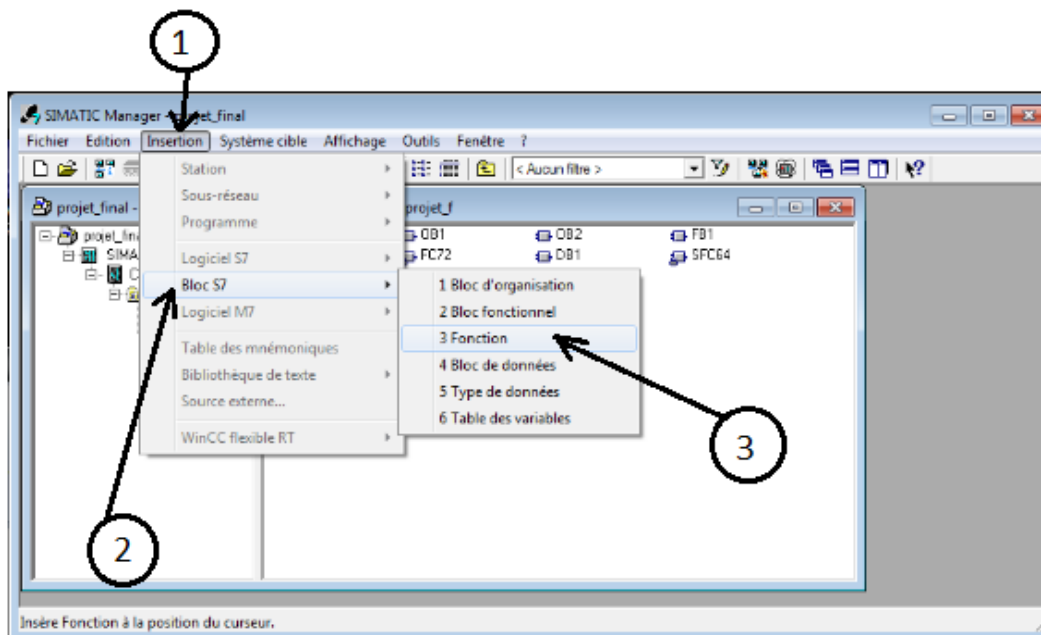 1
SIMATIC Manager - projet_final
Fichier Edition Insertion Système cible Affichage Outils Fenêtre ?
< Aucun filtre >
Station
Sous-réseau
Programme
Logiciel S7
Bloc S7
Logiciel M7
Table des mnémoniques
Bibliothèque de texte
Source externe...
WinCC flexible RT
projet_final -
projet_f
projet_fin
SIMA
C
OB1 OB2 FB1
FC72 DB1 SFC64
1 Bloc d'organisation
2 Bloc fonctionnel
3 Fonction
4 Bloc de données
5 Type de données
6 Table des variables
3
2
Insère Fonction à la position du curseur.